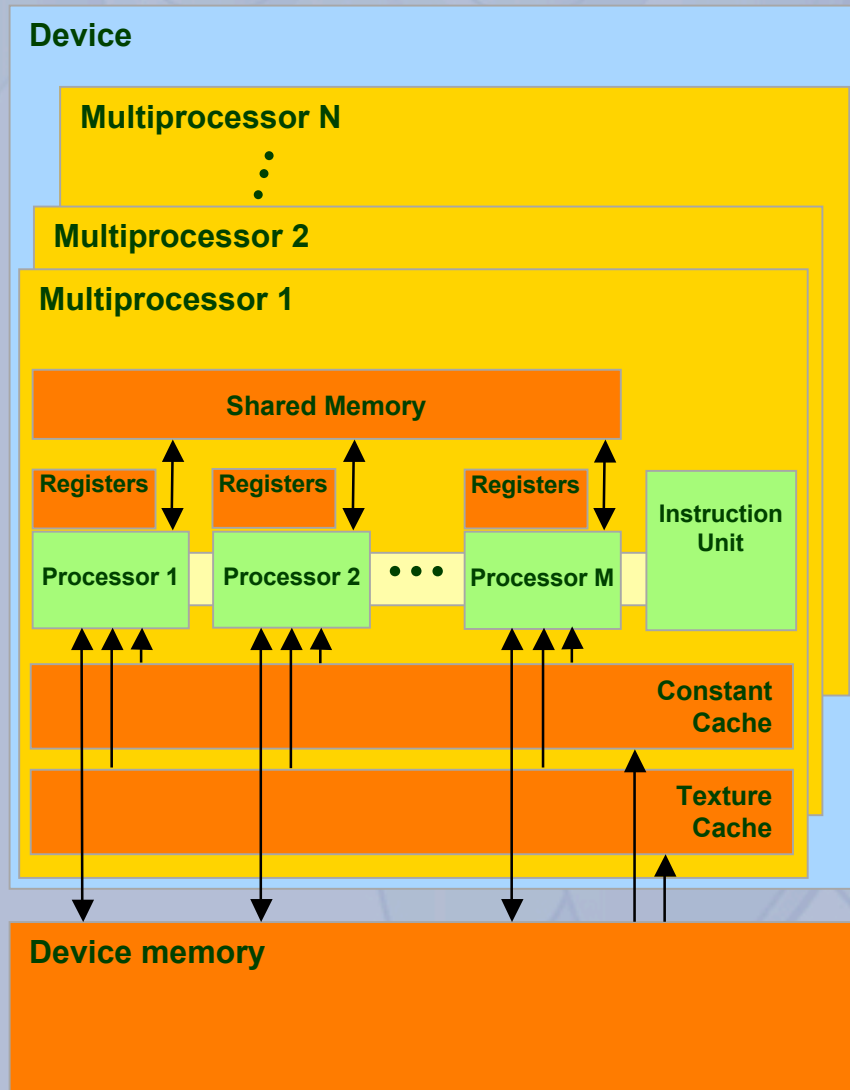 Device
Multiprocessor N
Multiprocessor 2
Multiprocessor 1
Shared Memory
Registers
Registers
Registers
Instruction
Unit
Processor 1
Processor 2
Processor M
Constant
Cache
Texture
Cache
Device memory